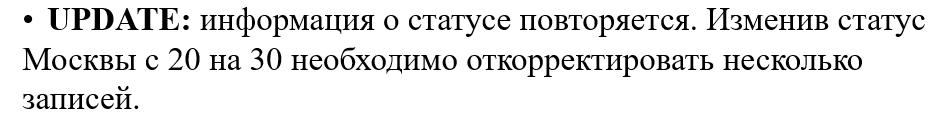 • UPDATE: информация о статусе повторяется. Изменив статус
Москвы с 20 на 30 необходимо откорректировать несколько
записей.